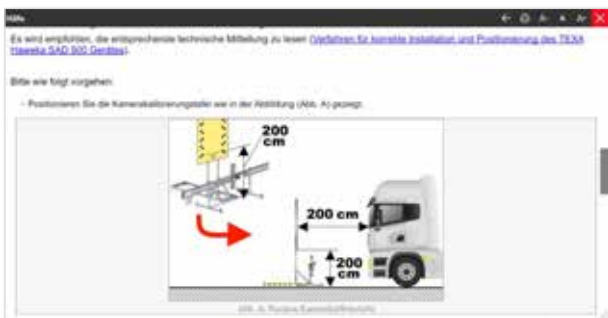 Hilfe
Es wird empfohlen, die entsprechende technische Mitteilung zu lesen (Verfahren für korrekte Installation und Positionierung des TEXA
Haweka SAD 900 Gerätes).
Bitte wie folgt vorgehen:
- Positionieren Sie die Kamerakalibrierungstafel wie in der Abbildung (Abb. A) gezeigt.
200
cm
200 cm
200
cm